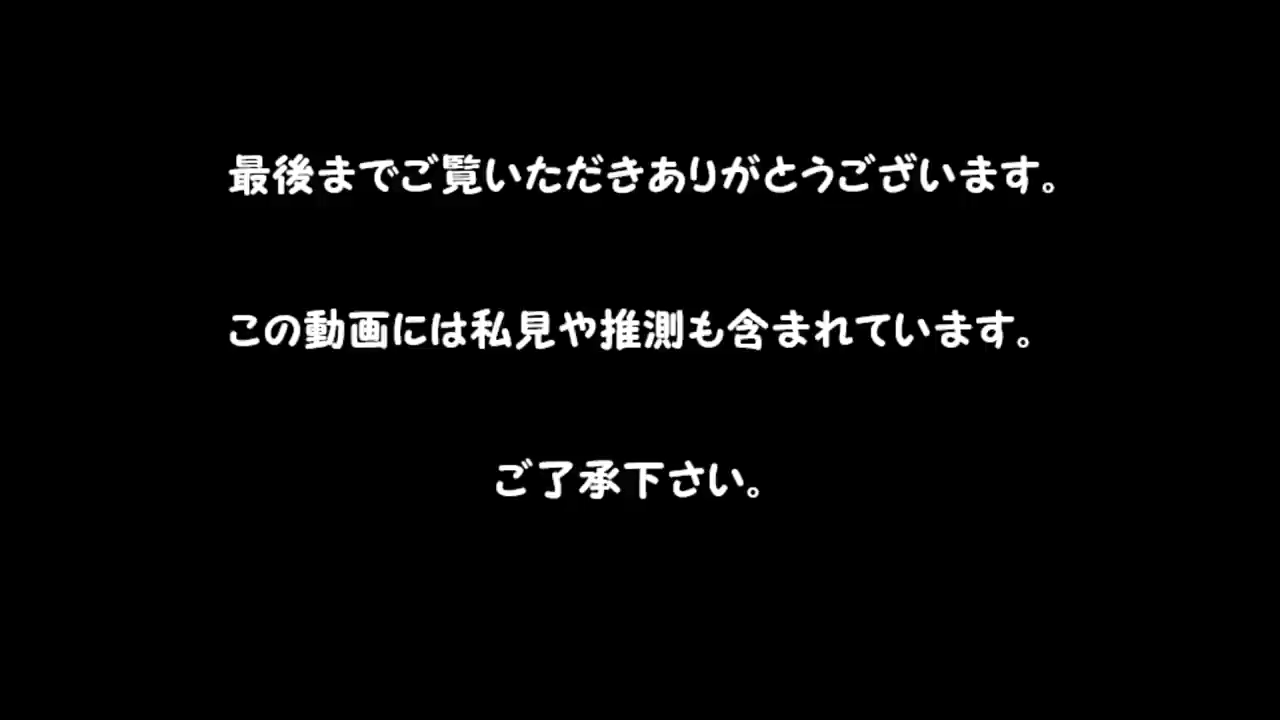 最後までご覧いただきありがとうございます。
この動画には私見や推測も含まれています。
ご了承下さい。